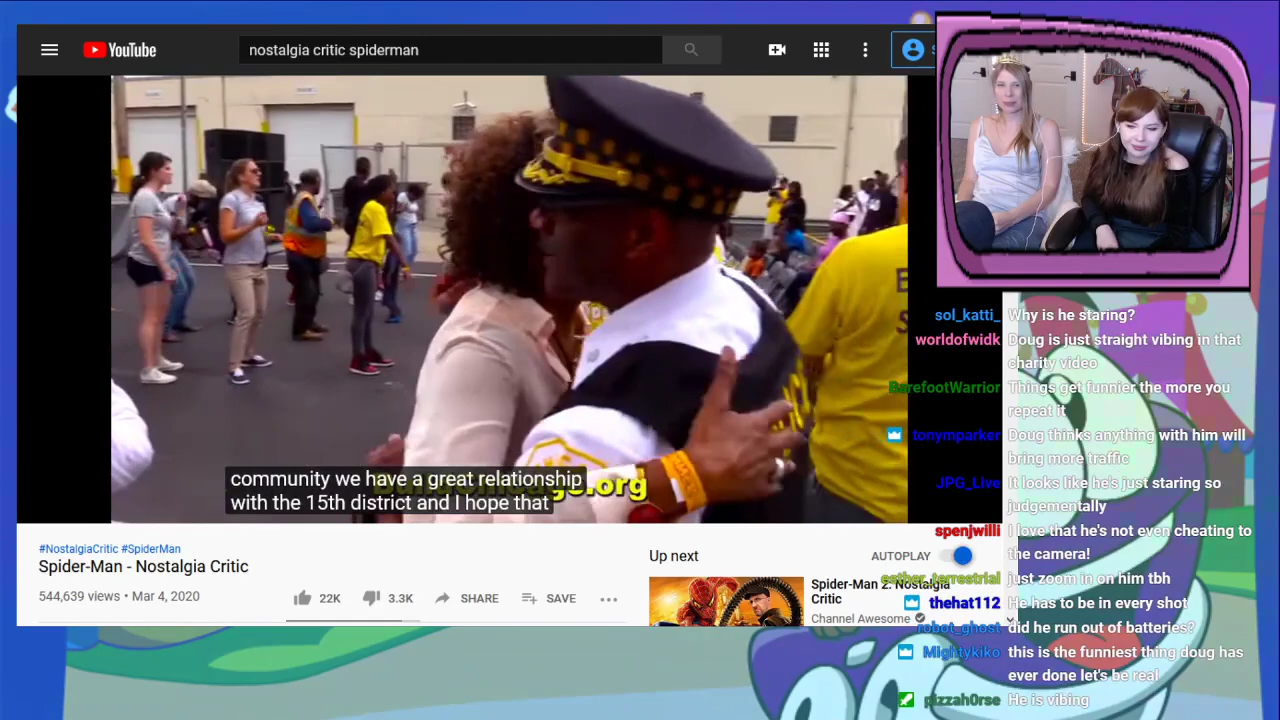 YouTube
nostalgia critic spiderman
community we have a great relationship
with the 15th district and I hope that
.org
#NostalgiaCritic #SpiderMan
Spider-Man - Nostalgia Critic
544,639 views • Mar 4, 2020
22K
3.3K
SHARE
SAVE
Up next
AUTOPLAY
Spider-Man 2: Nostalgia
Critic
Channel Awesome
sol_katti_ Why is he staring?
worldofwidk Doug is just straight vibing in that
charity video
BarefootWarrior Things get funnier the more you
repeat it
tonymparker Doug thinks anything with him will
bring more traffic
JPG_Live It looks like he's just staring so
judgementally
spenjwilli I love that he's not even cheating to
the camera!
esther_terrestrial just zoom in on him tbh
thehat112 He has to be in every shot
robot_ghost did he run out of batteries?
Mightykiko this is the funniest thing doug has
ever done let's be real
pizzah0rse He is vibing